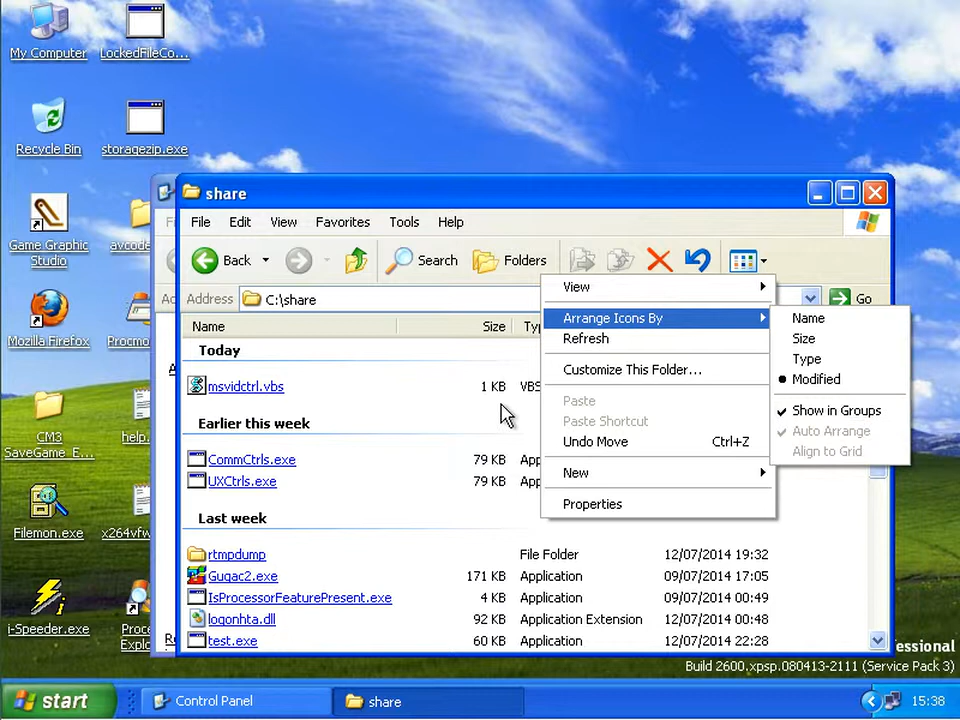 My Computer
LockedFileCo...
Recycle Bin
storagezip.exe
Game Graphic
Studio
avcode
Mozilla Firefox
Procmo
CM3
SaveGame_E...
help.
Filemon.exe
x264vfw
i-Speeder.exe
Proce
Explo
share
File Edit View Favorites Tools Help
Back Search Folders
Address C:\share Go
Name Size Typ
Today
msvidctrl.vbs 1 KB VBS
Earlier this week
CommCtrls.exe 79 KB App
UXCtrls.exe 79 KB App
Last week
rtmpdump File Folder 12/07/2014 19:32
Gugac2.exe 171 KB Application 09/07/2014 17:05
IsProcessorFeaturePresent.exe 4 KB Application 09/07/2014 00:49
logonhta.dll 92 KB Application Extension 12/07/2014 00:48
test.exe 60 KB Application 12/07/2014 22:28
View
Arrange Icons By
Refresh
Customize This Folder...
Paste
Paste Shortcut
Undo Move Ctrl+Z
New
Properties
Name
Size
Type
Modified
Show in Groups
Auto Arrange
Align to Grid
essional
Build 2600.xpsp.080413-2111 (Service Pack 3)
start
Control Panel
share
15:38